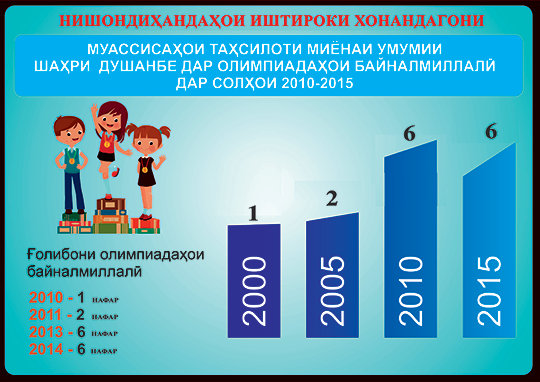 НИШОНДИҲАНДАҲОИ ИШТИРОКИ ХОНАНДАГОНИ
МУАССИСАҲОИ ТАҲСИЛОТИ МИЁНАИ УМУМИИ
ШАҲРИ ДУШАНБЕ ДАР ОЛИМПИАДАҲОИ БАЙНАЛМИЛЛАЛӢ
ДАР СОЛҲОИ 2010-2015
Ғолибони олимпиадаҳои
байналмиллалӣ
2010 - 1 нафар
2011 - 2 нафар
2013 - 6 нафар
2014 - 6 нафар
1 2 6 6
2000 2005 2010 2015